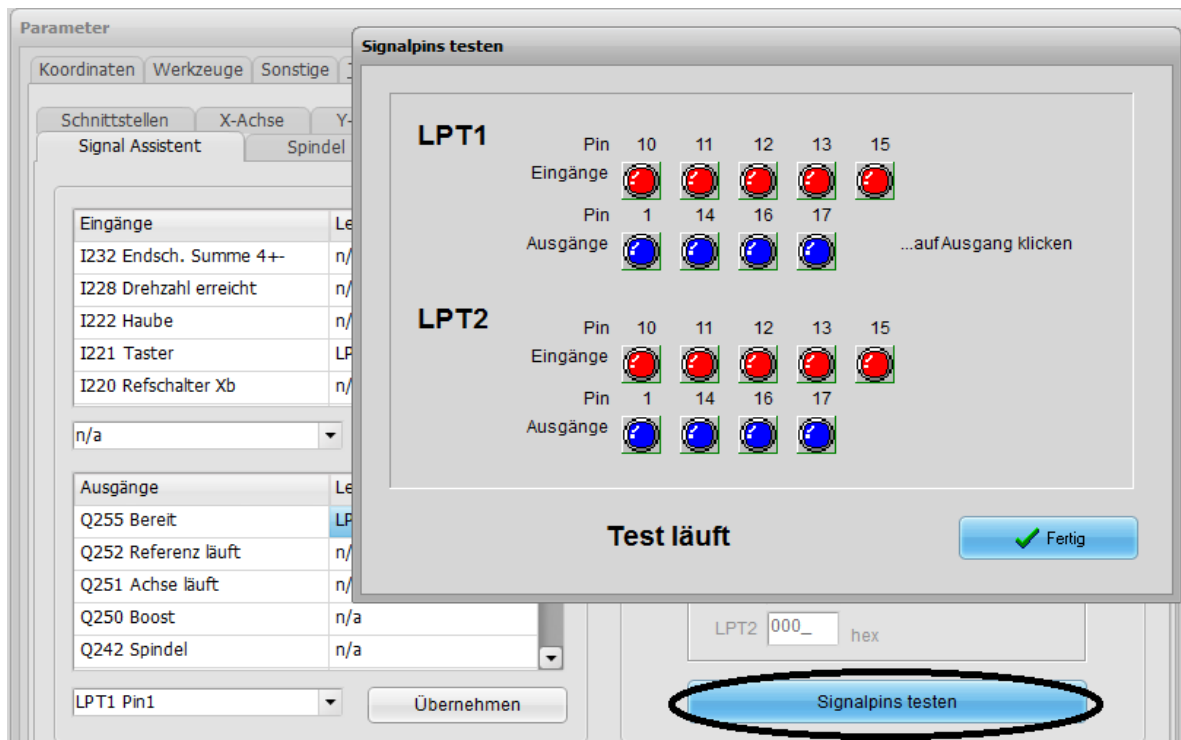 Parameter
Koordinaten Werkzeuge Sonstige
Schnittstellen X-Achse Y-
Signal Assistent Spindel
Eingänge Le
I232 Endsch. Summe 4+- n/
I228 Drehzahl erreicht n/
I222 Haube n/
I221 Taster LP
I220 Refschalter Xb n/
n/a
Ausgänge Le
Q255 Bereit LP
Q252 Referenz läuft n/
Q251 Achse läuft n/
Q250 Boost n/a
Q242 Spindel n/a
LPT1 Pin1 Übernehmen
Signalpins testen
LPT1
Pin 10 11 12 13 15
Eingänge
Pin 1 14 16 17
Ausgänge ...auf Ausgang klicken
LPT2
Pin 10 11 12 13 15
Eingänge
Pin 1 14 16 17
Ausgänge
Test läuft Fertig
LPT2 000_ hex
Signalpins testen